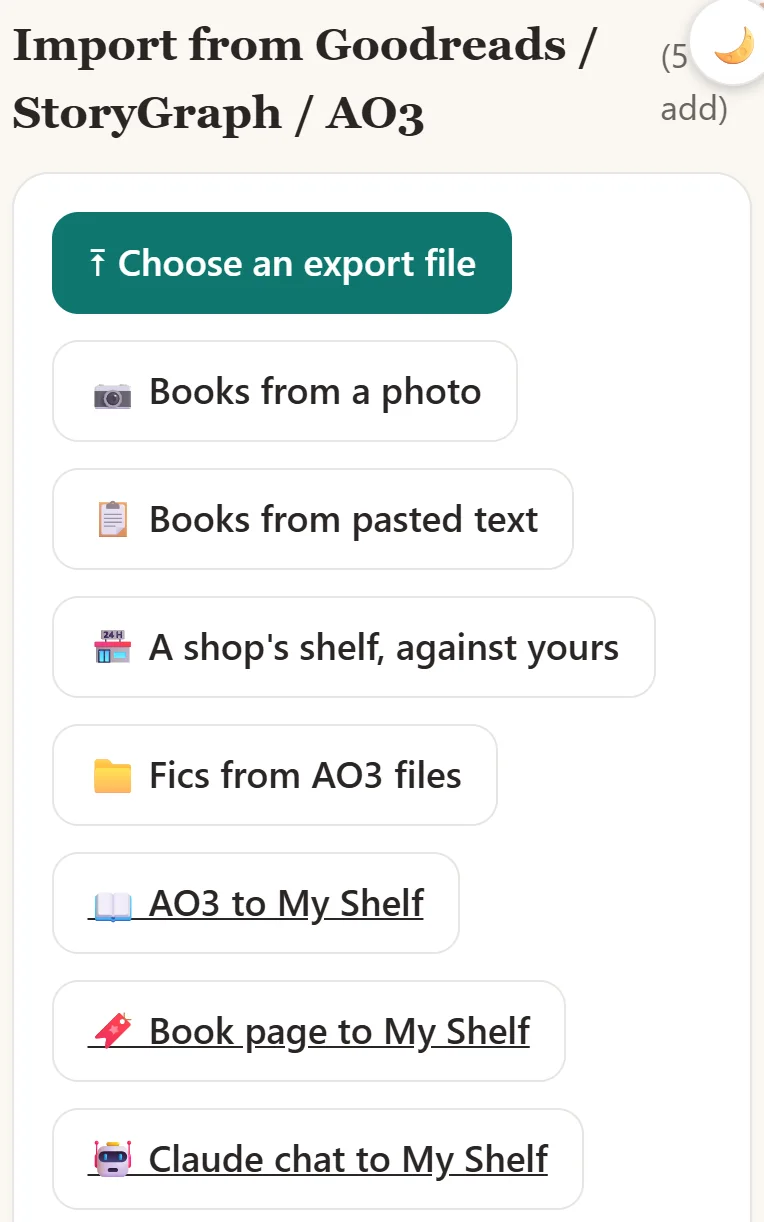 Import from Goodreads /
StoryGraph / AO3
(5
add)
⤒ Choose an export file
Books from a photo
Books from pasted text
24H
A shop's shelf, against yours
Fics from AO3 files
AO3 to My Shelf
Book page to My Shelf
Claude chat to My Shelf